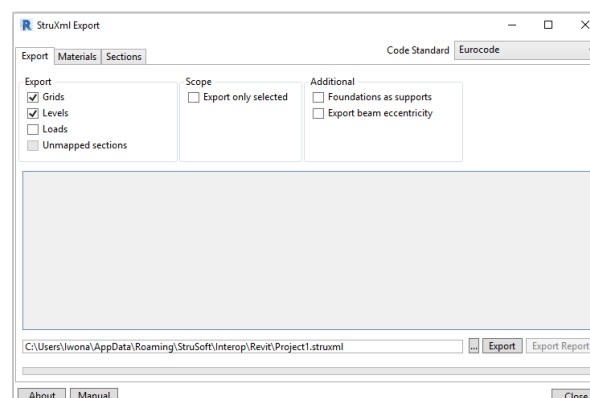 StruXml Export
Export Materials Sections Code Standard Eurocode
Export Scope Additional
Grids Export only selected Foundations as supports
Levels Export beam eccentricity
Loads
Unmapped sections
C:\Users\Iwona\AppData\Roaming\StruSoft\Interop\Revit\Project1.struxml ... Export Export Report
About Manual Close